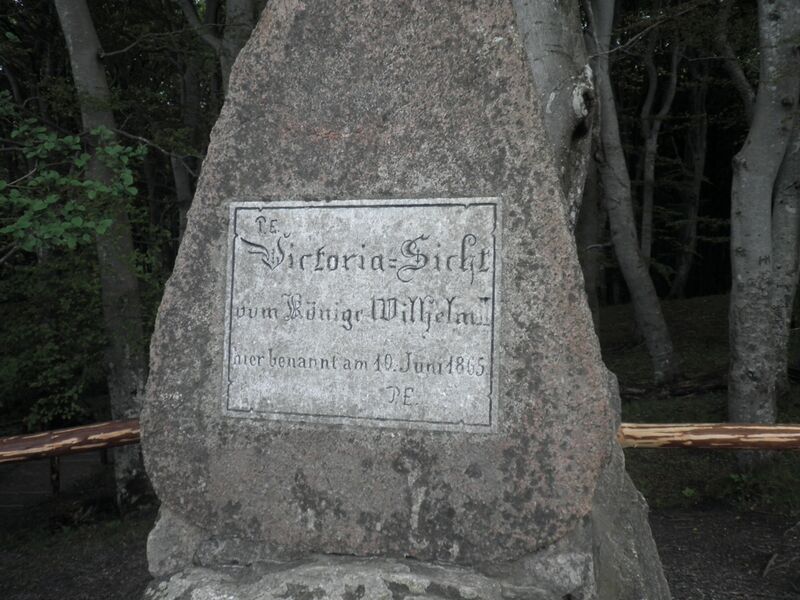 P.E.
Victoria=Sicht
vom Könige Wilhelm I
hier benannt am 10. Juni 1865.
P.E.